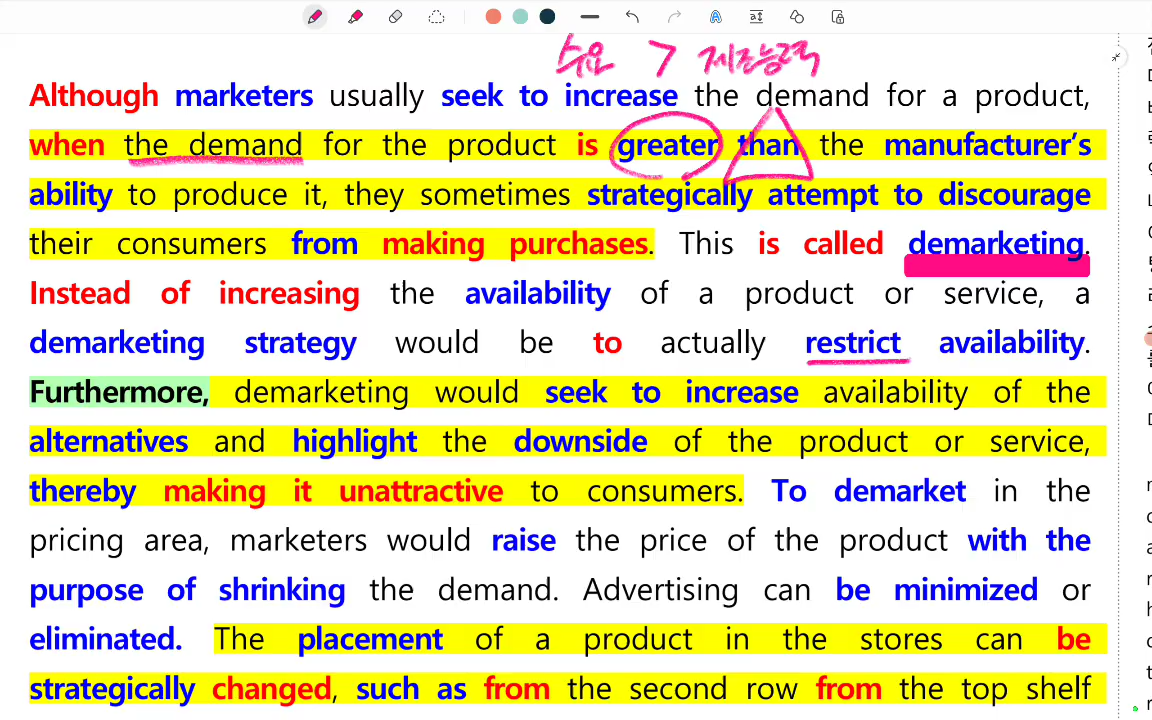 수요 > 제조능력
Although marketers usually seek to increase the demand for a product,
when the demand for the product is greater than the manufacturer's
ability to produce it, they sometimes strategically attempt to discourage
their consumers from making purchases. This is called demarketing.
Instead of increasing the availability of a product or service, a
demarketing strategy would be to actually restrict availability.
Furthermore, demarketing would seek to increase availability of the
alternatives and highlight the downside of the product or service,
thereby making it unattractive to consumers. To demarket in the
pricing area, marketers would raise the price of the product with the
purpose of shrinking the demand. Advertising can be minimized or
eliminated. The placement of a product in the stores can be
strategically changed, such as from the second row from the top shelf